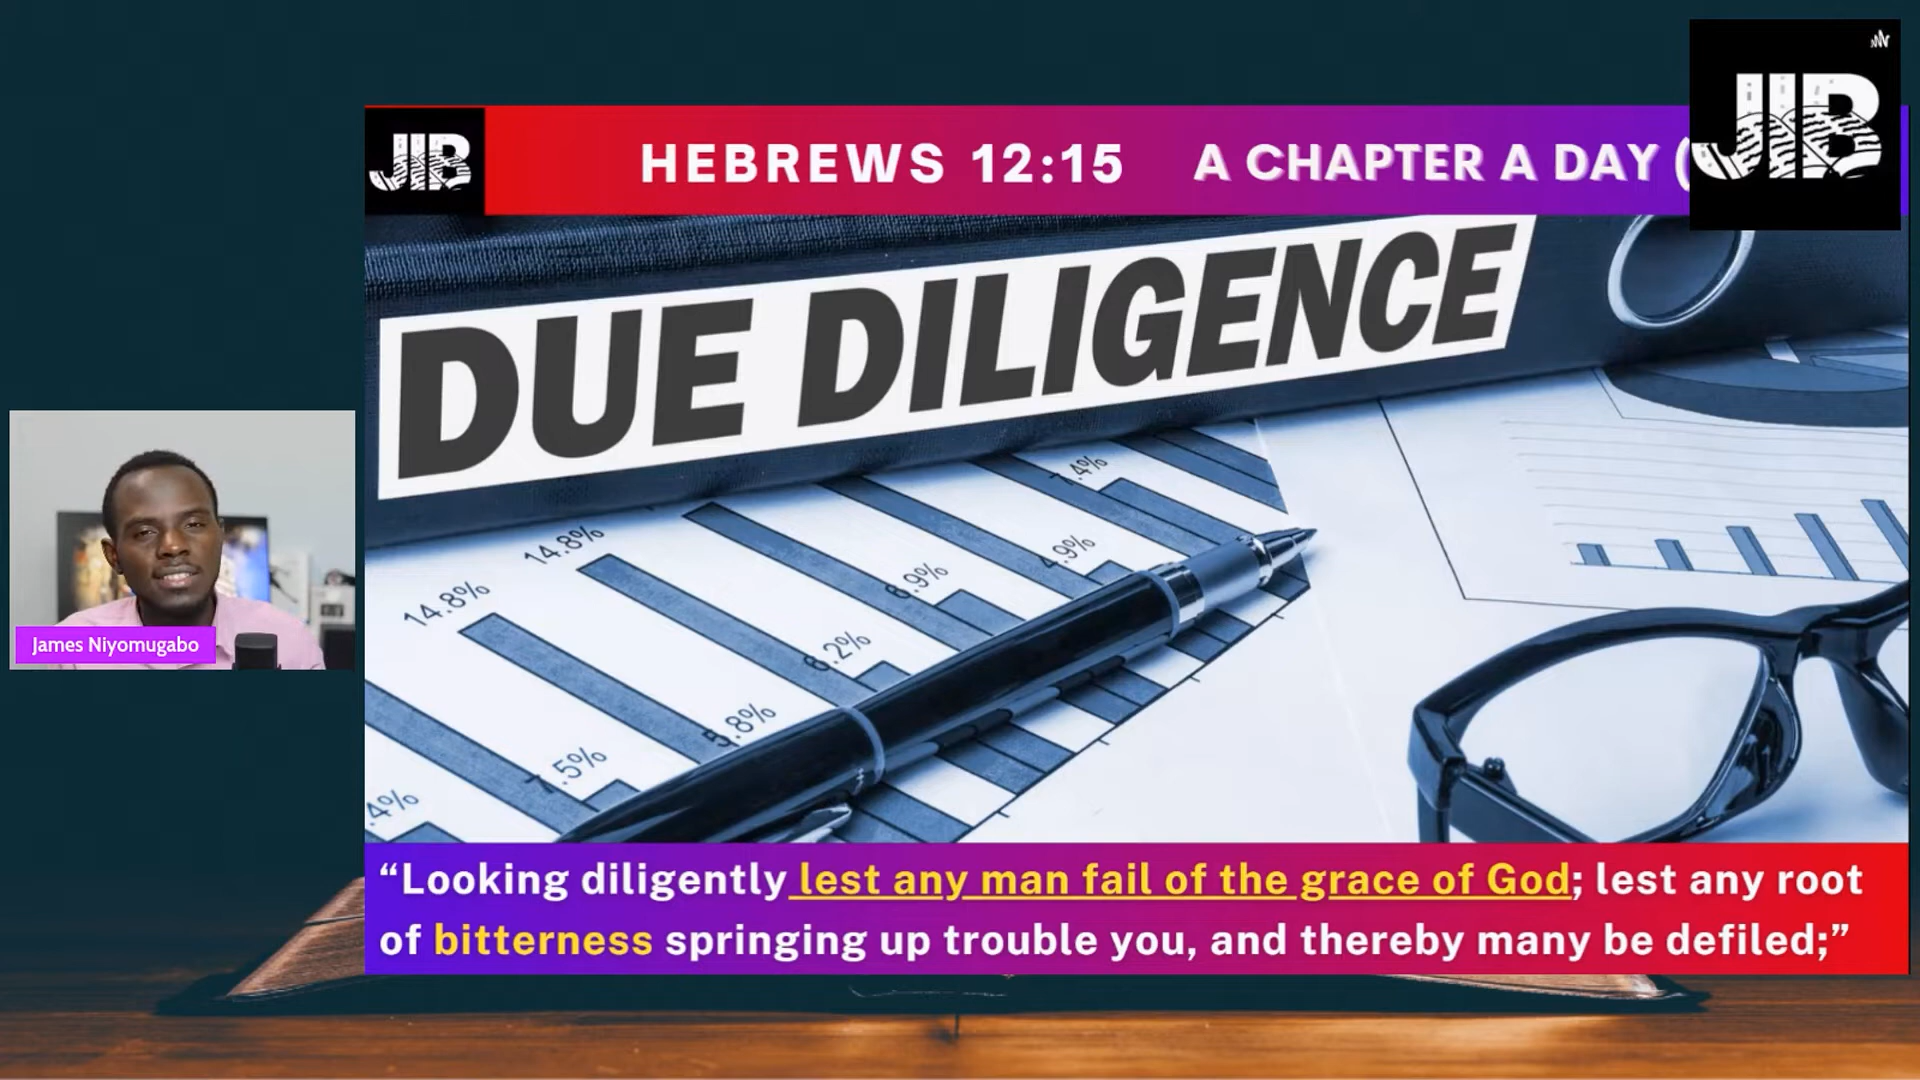 JIB
JIB
HEBREWS 12:15
A CHAPTER A DAY (
DUE DILIGENCE
14.8%
14.8%
7.4%
4.9%
8.9%
6.2%
5.8%
7.5%
.4%
James Niyomugabo
“Looking diligently lest any man fail of the grace of God; lest any root
of bitterness springing up trouble you, and thereby many be defiled;”